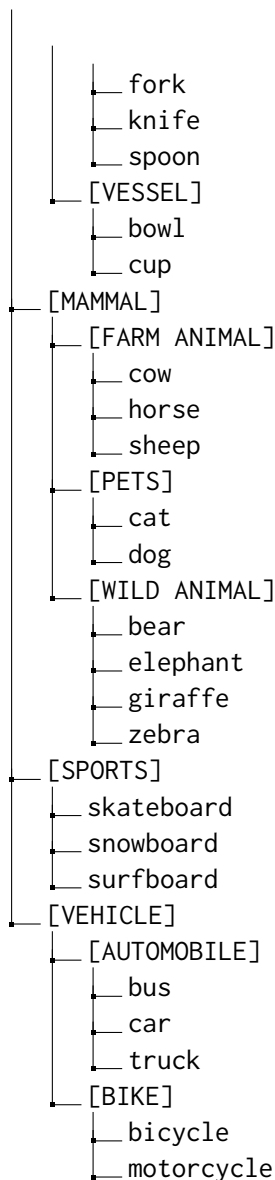 fork
knife
spoon
[VESSEL]
bowl
cup
[MAMMAL]
[FARM ANIMAL]
cow
horse
sheep
[PETS]
cat
dog
[WILD ANIMAL]
bear
elephant
giraffe
zebra
[SPORTS]
skateboard
snowboard
surfboard
[VEHICLE]
[AUTOMOBILE]
bus
car
truck
[BIKE]
bicycle
motorcycle